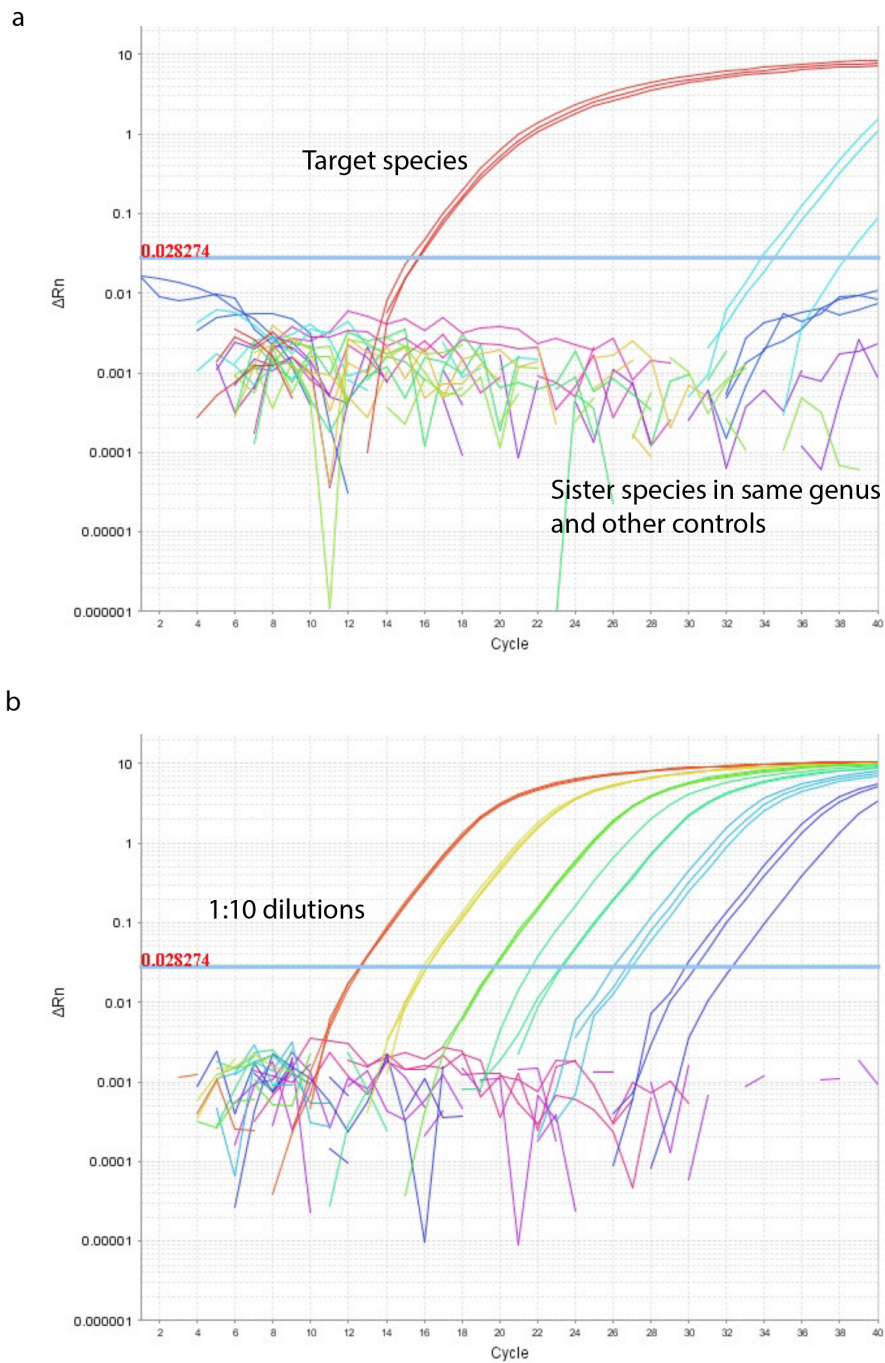 a
10
1
0.1
0.028274
0.01
0.001
0.0001
0.00001
0.000001
ΔRn
Target species
Sister species in same genus
and other controls
2 4 6 8 10 12 14 16 18 20 22 24 26 28 30 32 34 36 38 40
Cycle
b
10
1
0.1
0.028274
0.01
0.001
0.0001
0.00001
0.000001
ΔRn
1:10 dilutions
2 4 6 8 10 12 14 16 18 20 22 24 26 28 30 32 34 36 38 40
Cycle